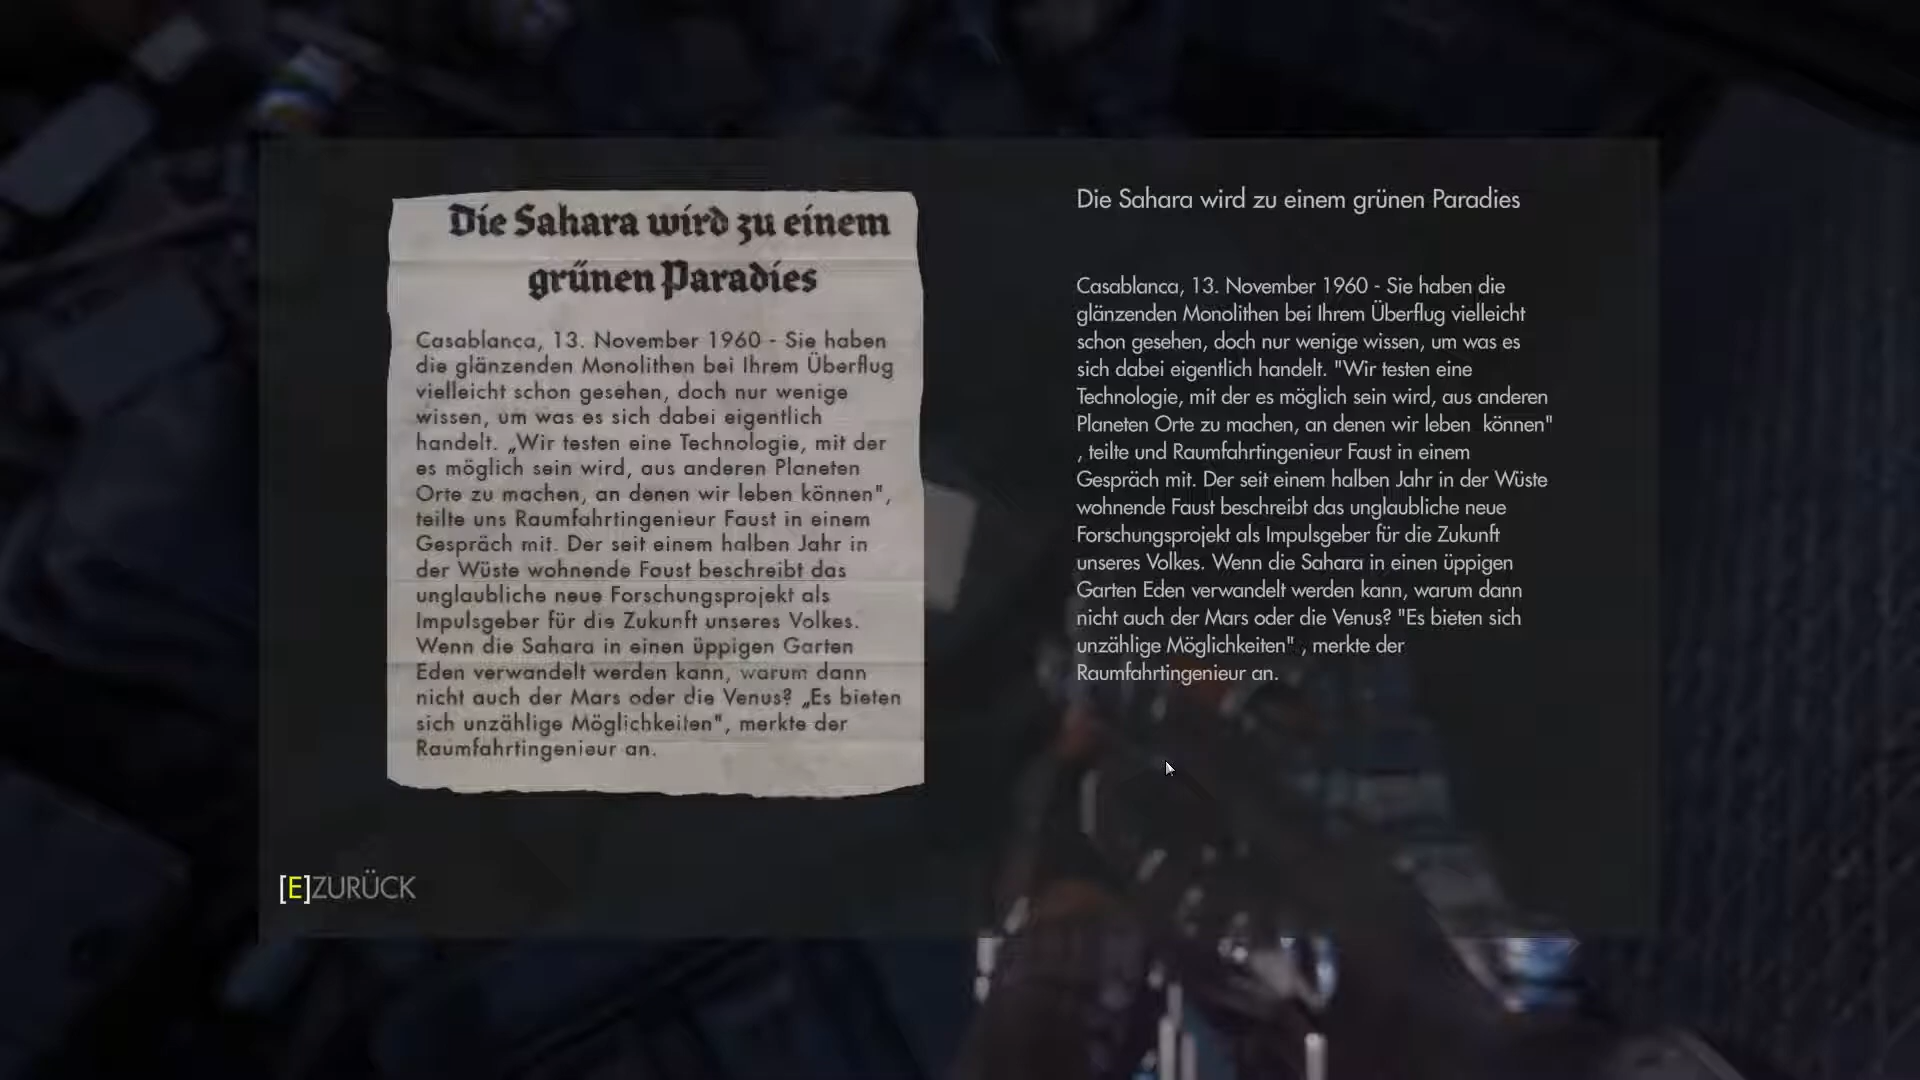 Die Sahara wird zu einem
grünen Paradies
Casablanca, 13. November 1960 - Sie haben
die glänzenden Monolithen bei Ihrem Überflug
vielleicht schon gesehen, doch nur wenige
wissen, um was es sich dabei eigentlich
handelt. „Wir testen eine Technologie, mit der
es möglich sein wird, aus anderen Planeten
Orte zu machen, an denen wir leben können",
teilte uns Raumfahrtingenieur Faust in einem
Gespräch mit. Der seit einem halben Jahr in
der Wüste wohnende Faust beschreibt das
unglaubliche neue Forschungsprojekt als
Impulsgeber für die Zukunft unseres Volkes.
Wenn die Sahara in einen üppigen Garten
Eden verwandelt werden kann, warum dann
nicht auch der Mars oder die Venus? „Es bieten
sich unzählige Möglichkeiten", merkte der
Raumfahrtingenieur an.
Die Sahara wird zu einem grünen Paradies
Casablanca, 13. November 1960 - Sie haben die
glänzenden Monolithen bei Ihrem Überflug vielleicht
schon gesehen, doch nur wenige wissen, um was es
sich dabei eigentlich handelt. "Wir testen eine
Technologie, mit der es möglich sein wird, aus anderen
Planeten Orte zu machen, an denen wir leben  können"
, teilte und Raumfahrtingenieur Faust in einem
Gespräch mit. Der seit einem halben Jahr in der Wüste
wohnende Faust beschreibt das unglaubliche neue
Forschungsprojekt als Impulsgeber für die Zukunft
unseres Volkes. Wenn die Sahara in einen üppigen
Garten Eden verwandelt werden kann, warum dann
nicht auch der Mars oder die Venus? "Es bieten sich
unzählige Möglichkeiten" , merkte der
Raumfahrtingenieur an.
[E]ZURÜCK